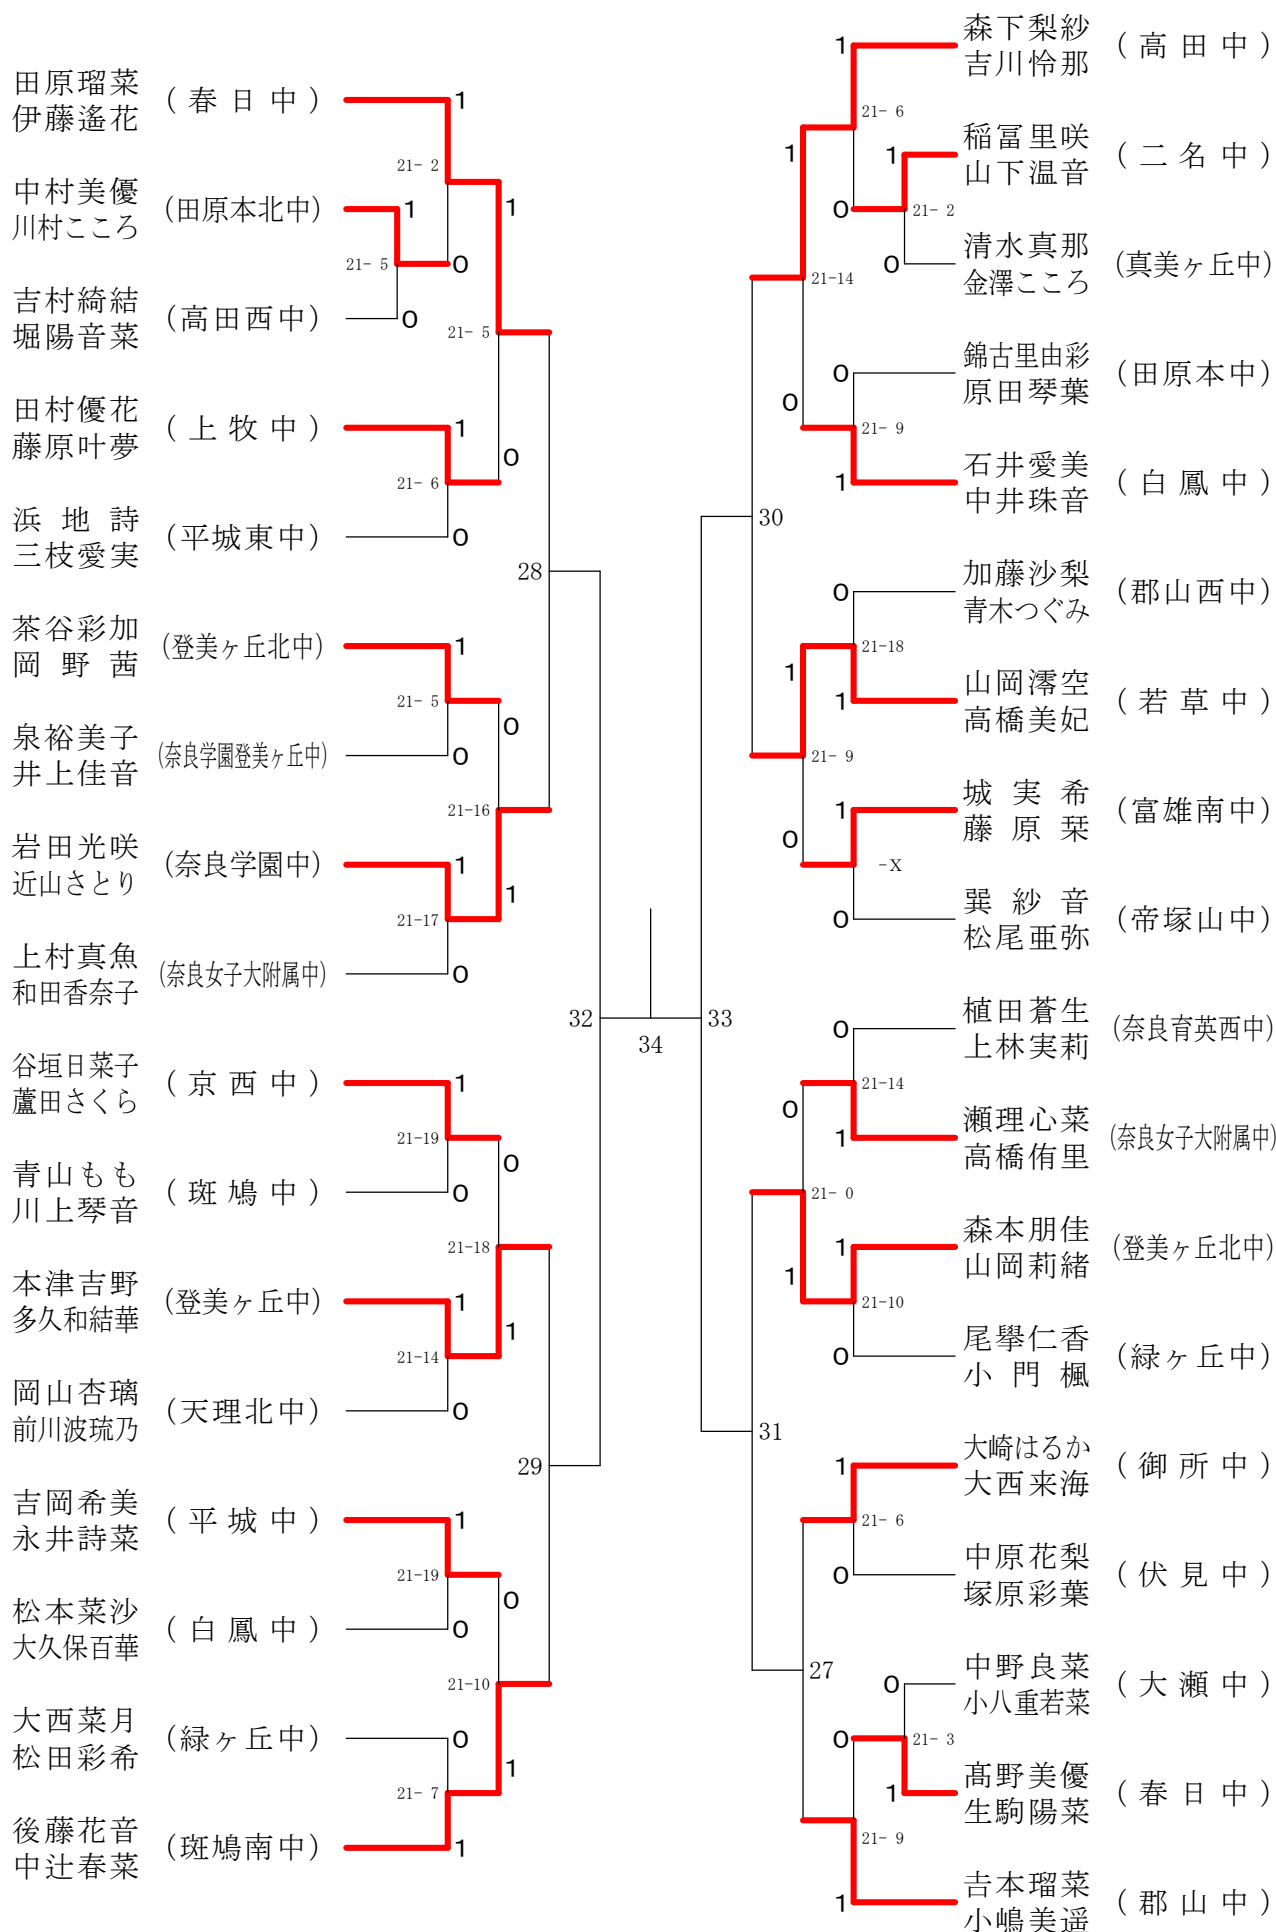 田原瑠菜
伊藤遙花
(春日中)
1
21- 2
中村美優
川村こころ
(田原本北中)
1
1
21- 5
0
吉村綺結
堀陽音菜
(高田西中)
0
21- 5
田村優花
藤原叶夢
(上牧中)
1
0
21- 6
浜地詩
三枝愛実
(平城東中)
0
28
茶谷彩加
岡野茜
(登美ヶ丘北中)
1
21- 5
0
泉裕美子
井上佳音
(奈良学園登美ヶ丘中)
0
21-16
岩田光咲
近山さとり
(奈良学園中)
1
1
21-17
上村真魚
和田香奈子
(奈良女子大附属中)
0
32
谷垣日菜子
蘆田さくら
(京西中)
1
21-19
0
青山もも
川上琴音
(斑鳩中)
0
21-18
本津吉野
多久和結華
(登美ヶ丘中)
1
1
21-14
岡山杏璃
前川波琉乃
(天理北中)
0
29
吉岡希美
永井詩菜
(平城中)
1
21-19
0
松本菜沙
大久保百華
(白鳳中)
0
21-10
大西菜月
松田彩希
(緑ヶ丘中)
0
1
21- 7
後藤花音
中辻春菜
(斑鳩南中)
1
34
森下梨紗
吉川怜那
(高田中)
1
21- 6
1
稲冨里咲
山下温音
(二名中)
1
0
21- 2
清水真那
金澤こころ
(真美ヶ丘中)
0
21-14
錦古里由彩
原田琴葉
(田原本中)
0
0
21- 9
石井愛美
中井珠音
(白鳳中)
1
30
加藤沙梨
青木つぐみ
(郡山西中)
0
21-18
1
山岡澪空
高橋美妃
(若草中)
1
21- 9
城実希
藤原栞
(富雄南中)
1
0
-X
巽紗音
松尾亜弥
(帝塚山中)
0
33
植田蒼生
上林実莉
(奈良育英西中)
0
21-14
0
瀬理心菜
高橋侑里
(奈良女子大附属中)
1
21- 0
森本朋佳
山岡莉緒
(登美ヶ丘北中)
1
1
21-10
尾擧仁香
小門楓
(緑ヶ丘中)
0
31
大崎はるか
大西来海
(御所中)
1
21- 6
中原花梨
塚原彩葉
(伏見中)
0
27
中野良菜
小八重若菜
(大瀬中)
0
0
21- 3
髙野美優
生駒陽菜
(春日中)
1
21- 9
吉本瑠菜
小嶋美遥
(郡山中)
1